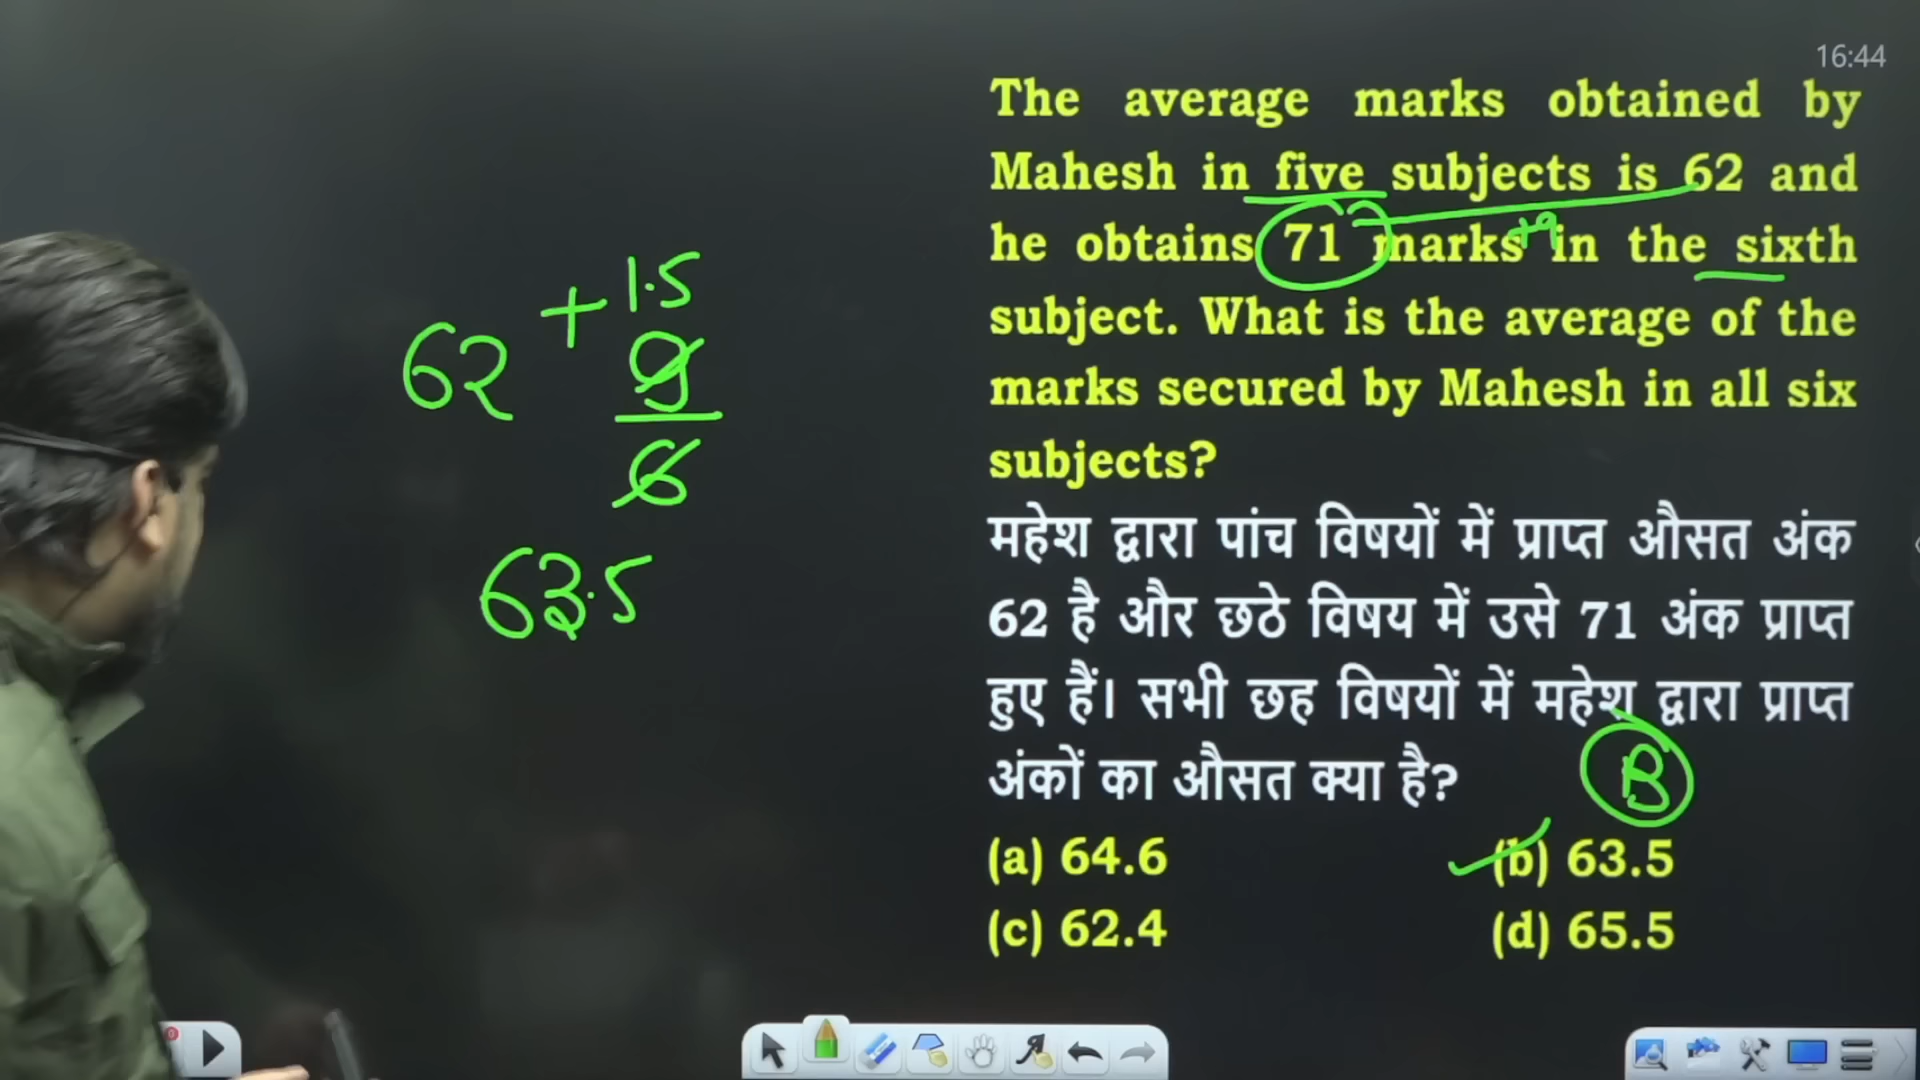 16:44
The average marks obtained by
Mahesh in five subjects is 62 and
he obtains 71 marks in the sixth
+9
subject. What is the average of the
marks secured by Mahesh in all six
subjects?
महेश द्वारा पांच विषयों में प्राप्त औसत अंक
62 है और छठे विषय में उसे 71 अंक प्राप्त
हुए हैं। सभी छह विषयों में महेश द्वारा प्राप्त
अंकों का औसत क्या है?
B
(a) 64.6 (b) 63.5
(c) 62.4 (d) 65.5
1.5
62 + 9
6
63.5